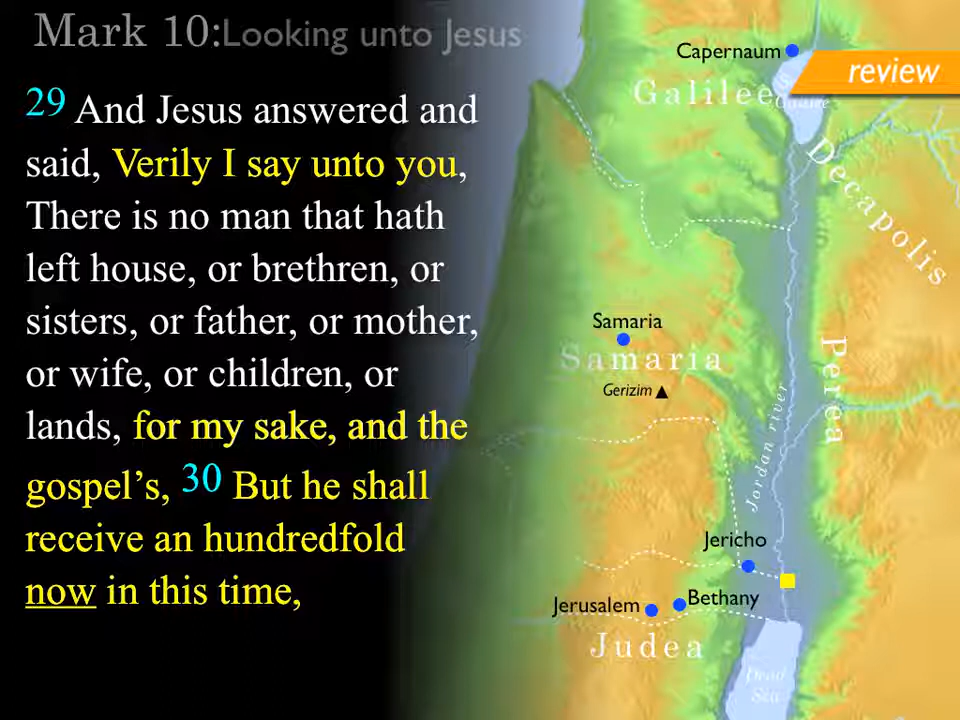 Mark 10:Looking unto Jesus
29 And Jesus answered and
said, Verily I say unto you,
There is no man that hath
left house, or brethren, or
sisters, or father, or mother,
or wife, or children, or
lands, for my sake, and the
gospel’s, 30 But he shall
receive an hundredfold
now in this time,
Capernaum
review
Galilee
Decapolis
Samaria
Samaria
Gerizim
Perea
Jordan river
Jericho
Jerusalem
Bethany
Judea
Dead
Sea